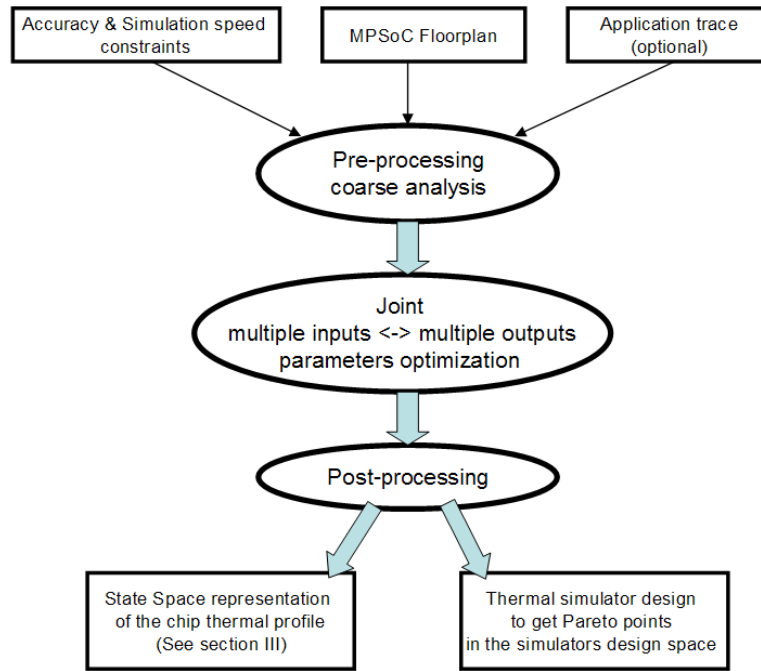 Accuracy & Simulation speed
constraints
MPSoC Floorplan
Application trace
(optional)
Pre-processing
coarse analysis
Joint
multiple inputs <-> multiple outputs
parameters optimization
Post-processing
State Space representation
of the chip thermal profile
(See section III)
Thermal simulator design
to get Pareto points
in the simulators design space